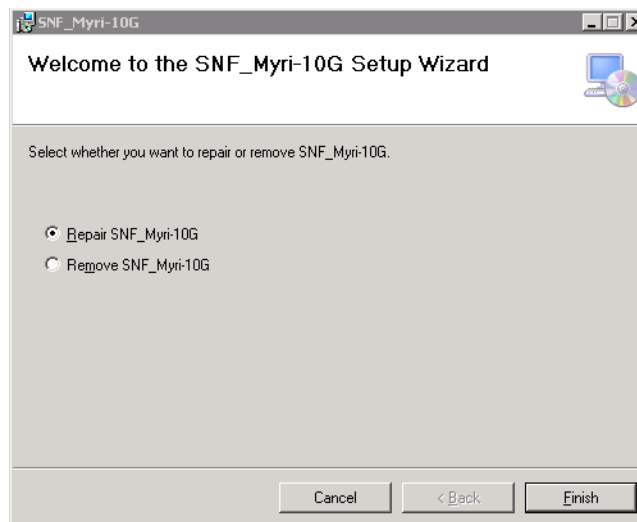 SNF_Myri-10G
Welcome to the SNF_Myri-10G Setup Wizard
Select whether you want to repair or remove SNF_Myri-10G.
Repair SNF_Myri-10G
Remove SNF_Myri-10G
Cancel
< Back
Finish